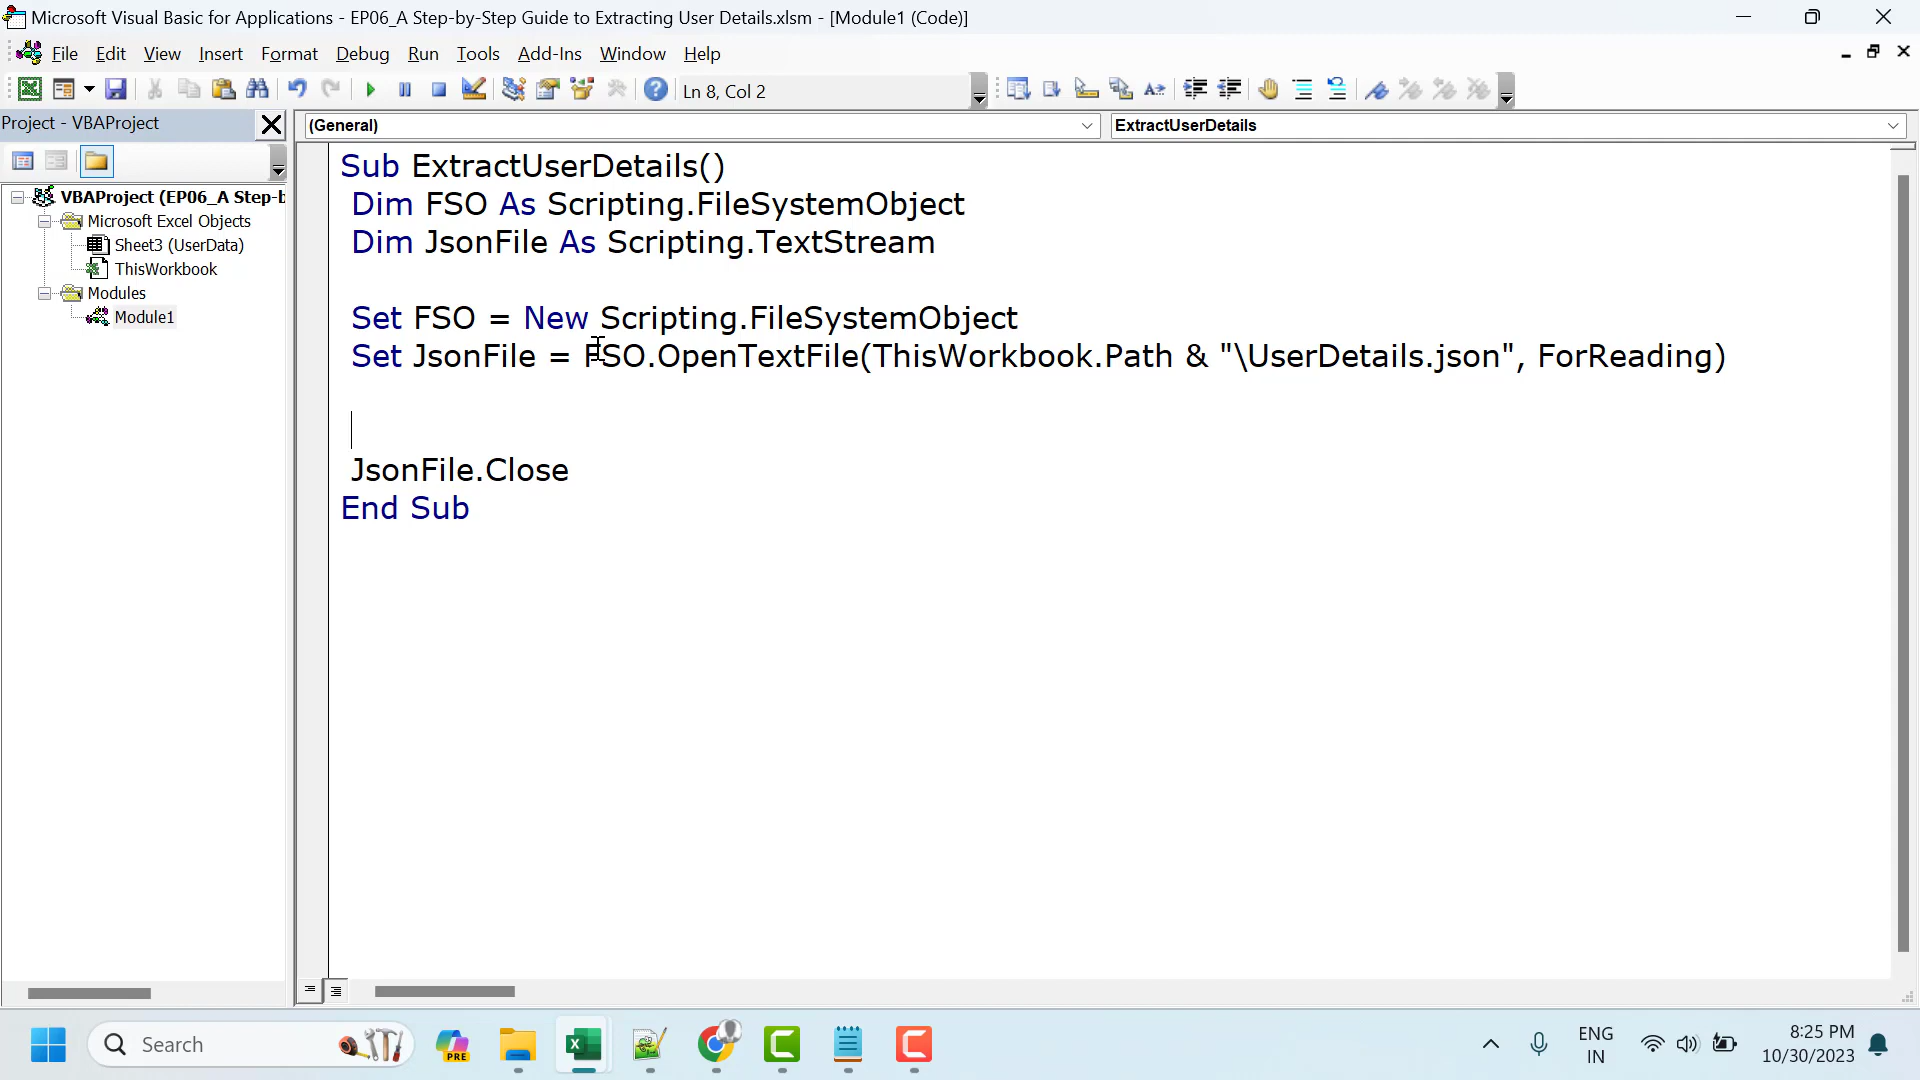 Microsoft Visual Basic for Applications - EP06_A Step-by-Step Guide to Extracting User Details.xlsm - [Module1 (Code)]
File Edit View Insert Format Debug Run Tools Add-Ins Window Help
Ln 8, Col 2
Project - VBAProject
(General)
ExtractUserDetails
VBAProject (EP06_A Step-b
Microsoft Excel Objects
Sheet3 (UserData)
ThisWorkbook
Modules
Module1
Sub ExtractUserDetails()
Dim FSO As Scripting.FileSystemObject
Dim JsonFile As Scripting.TextStream
Set FSO = New Scripting.FileSystemObject
Set JsonFile = FSO.OpenTextFile(ThisWorkbook.Path & "\UserDetails.json", ForReading)
JsonFile.Close
End Sub
Search
PRE
ENG
IN
8:25 PM
10/30/2023